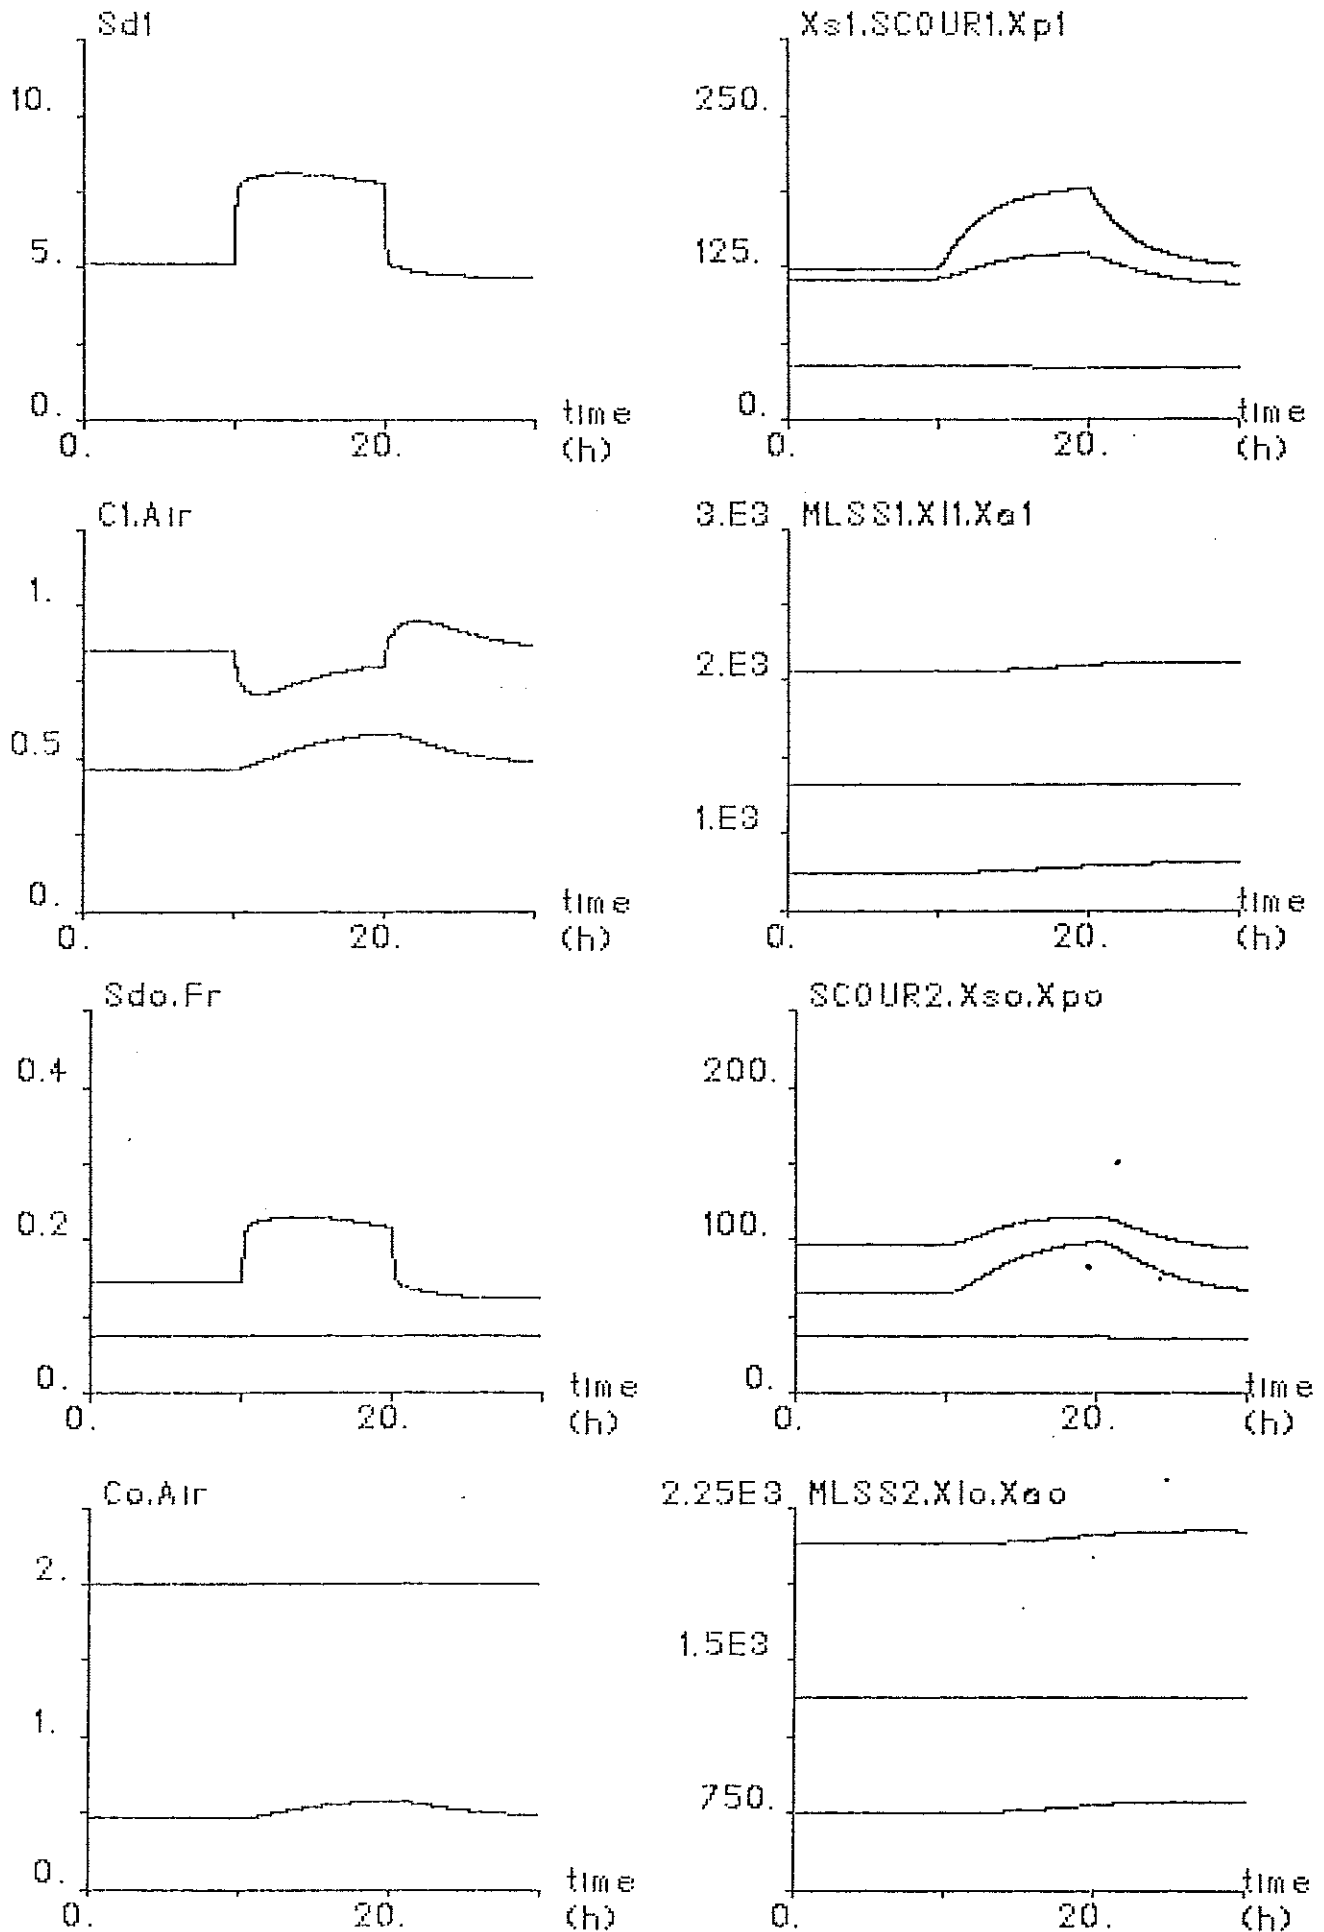 Sd1
10.
5.
0.
0.
20.
time
(h)
Xs1.SCOUR1.Xp1
250.
125.
0.
0.
20.
time
(h)
C1.Air
1.
0.5
0.
0.
20.
time
(h)
3.E3 MLSS1.XI1.Xa1
2.E3
1.E3
0.
20.
time
(h)
Sdo.Fr
0.4
0.2
0.
0.
20.
time
(h)
SCOUR2.Xso.Xpo
200.
100.
0.
0.
20.
time
(h)
Co.Air
2.
1.
0.
0.
20.
time
(h)
2.25E3 MLSS2.XIo.Xao
1.5E3
750.
0.
20.
time
(h)